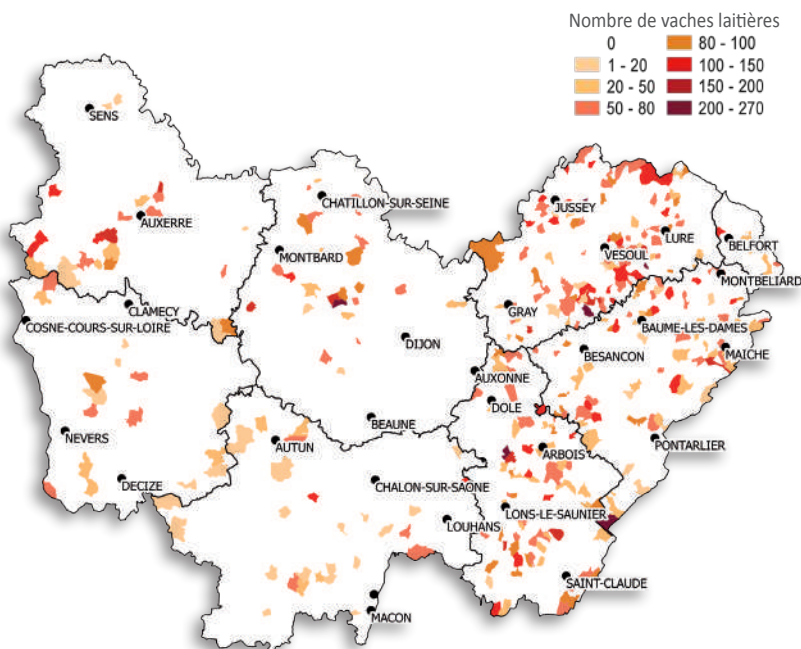 Nombre de vaches laitières
0
80 - 100
1 - 20
100 - 150
20 - 50
150 - 200
50 - 80
200 - 270
SENS
CHATILLON-SUR-SEINE
JUSSEY
AUXERRE
LURE
BELFORT
MONTBARD
VESOUL
MONTBELIARD
CLAMECY
GRAY
COSNE-COURS-SUR-LOIRE
BAUME-LES-DAMES
DIJON
BESANCON
MAICHE
AUXONNE
DOLE
BEAUNE
NEVERS
AUTUN
ARBOIS
PONTARLIER
DECIZE
CHALON-SUR-SAONE
LONS-LE-SAUNIER
LOUHANS
SAINT-CLAUDE
MACON